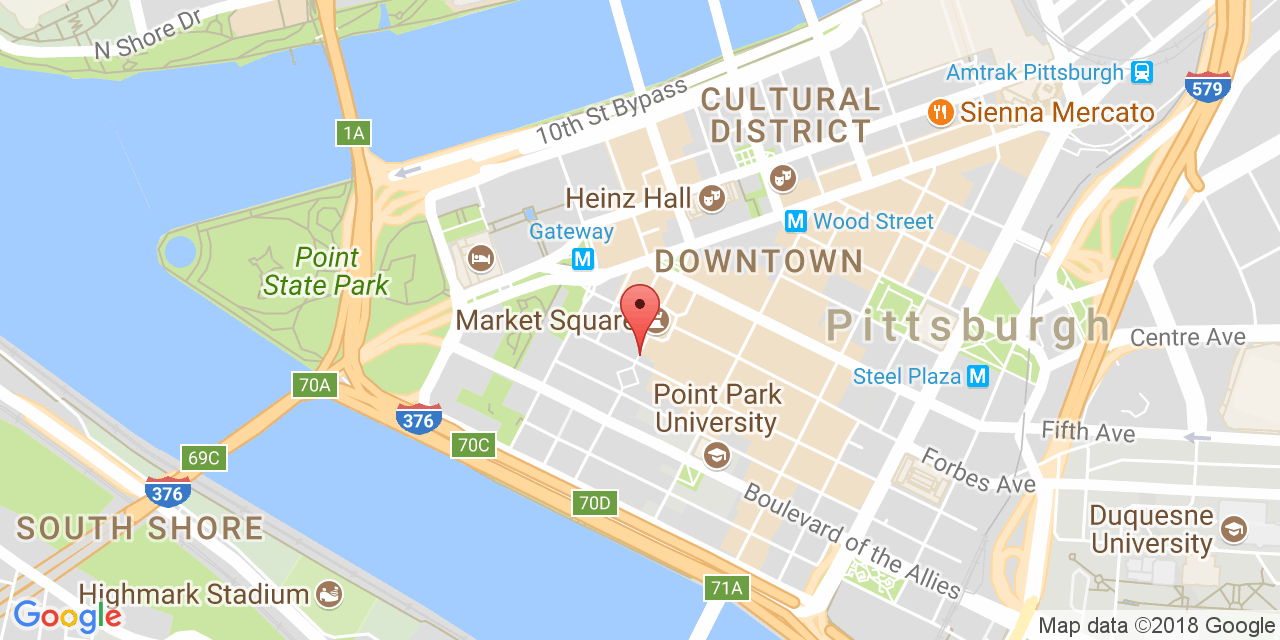 N Shore Dr
1A
10th St Bypass
CULTURAL
DISTRICT
Amtrak Pittsburgh
579
Sienna Mercato
Heinz Hall
Gateway
M
M
Wood Street
Point
State Park
DOWNTOWN
Market Square
Pittsburgh
Centre Ave
70A
376
Steel Plaza
M
Point Park
University
70C
Fifth Ave
69C
376
Forbes Ave
70D
Boulevard of the Allies
SOUTH SHORE
Duquesne
University
71A
Highmark Stadium
Google
Map data ©2018 Google